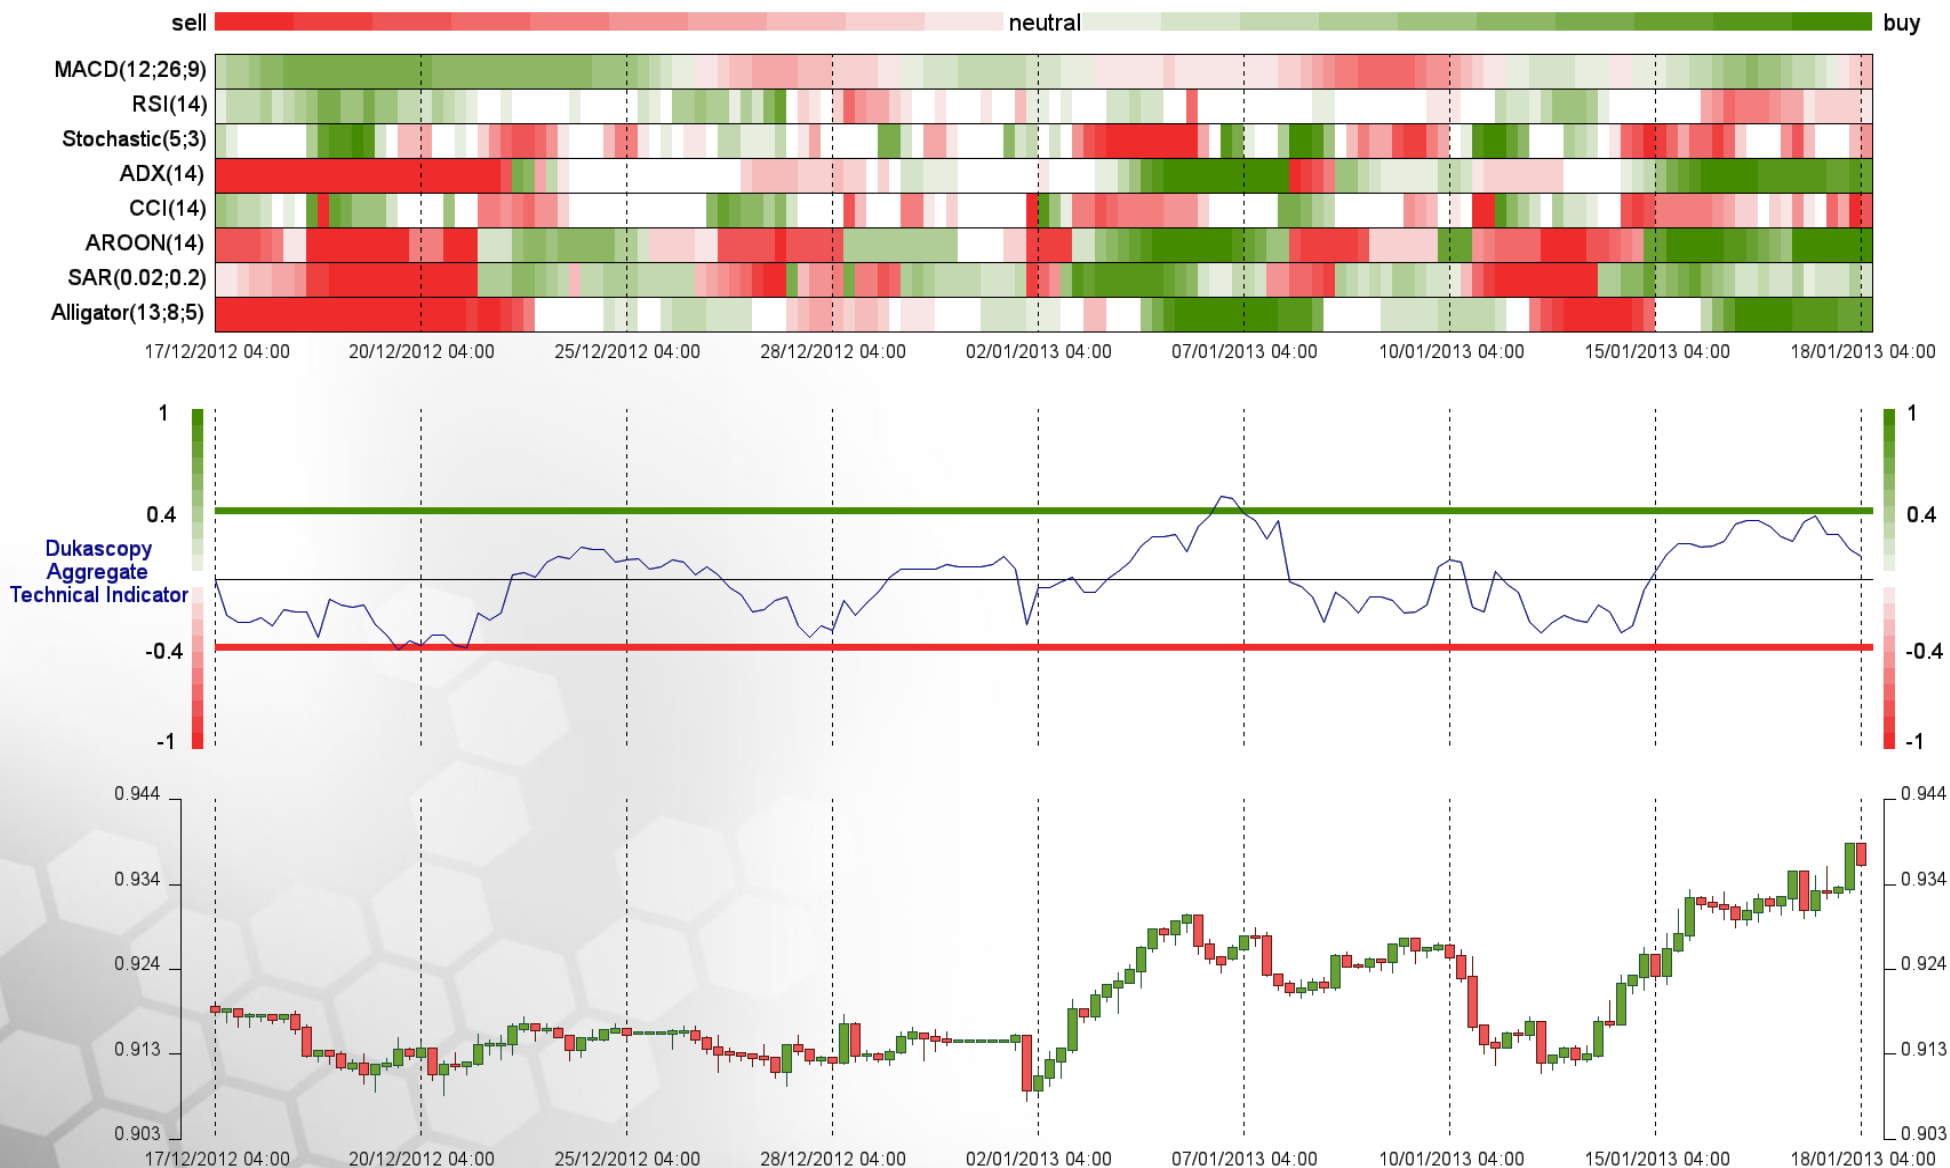 sell neutral buy
MACD(12;26;9)
RSI(14)
Stochastic(5;3)
ADX(14)
CCI(14)
AROON(14)
SAR(0.02;0.2)
Alligator(13;8;5)
17/12/2012 04:00 20/12/2012 04:00 25/12/2012 04:00 28/12/2012 04:00 02/01/2013 04:00 07/01/2013 04:00 10/01/2013 04:00 15/01/2013 04:00 18/01/2013 04:00
1 1
0.4 0.4
Dukascopy
Aggregate
Technical Indicator
-0.4 -0.4
-1 -1
0.944 0.944
0.934 0.934
0.924 0.924
0.913 0.913
0.903 0.903
17/12/2012 04:00 20/12/2012 04:00 25/12/2012 04:00 28/12/2012 04:00 02/01/2013 04:00 07/01/2013 04:00 10/01/2013 04:00 15/01/2013 04:00 18/01/2013 04:00